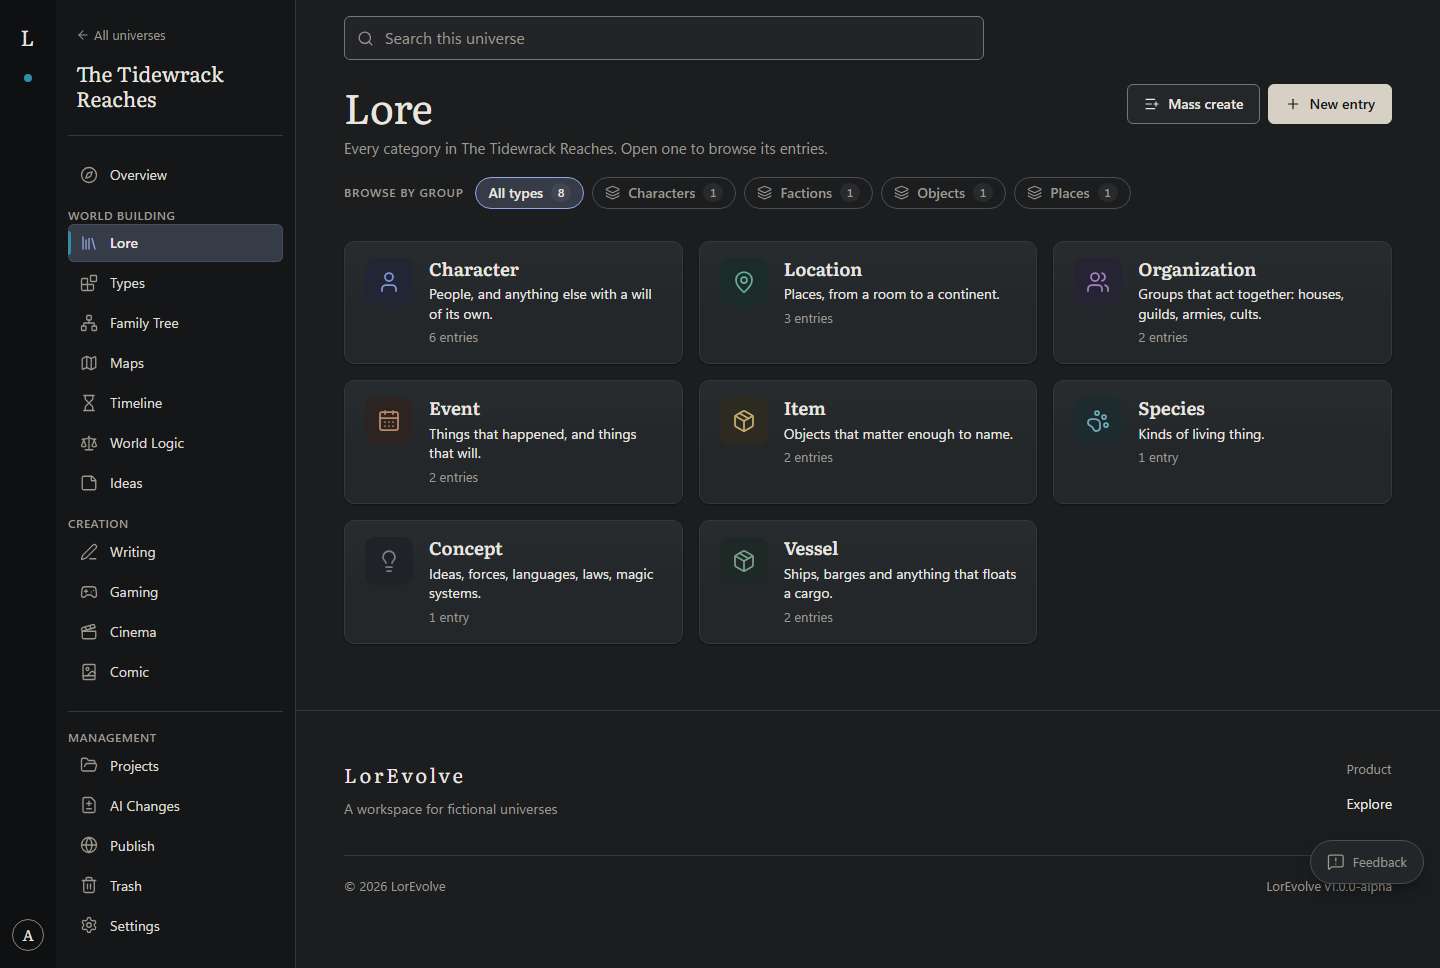 L
All universes
The Tidewrack
Reaches
Overview
WORLD BUILDING
Lore
Types
Family Tree
Maps
Timeline
World Logic
Ideas
CREATION
Writing
Gaming
Cinema
Comic
MANAGEMENT
Projects
AI Changes
Publish
Trash
Settings
A
Search this universe
Lore
Mass create
New entry
Every category in The Tidewrack Reaches. Open one to browse its entries.
BROWSE BY GROUP
All types 8
Characters 1
Factions 1
Objects 1
Places 1
Character
People, and anything else with a will
of its own.
6 entries
Location
Places, from a room to a continent.
3 entries
Organization
Groups that act together: houses,
guilds, armies, cults.
2 entries
Event
Things that happened, and things
that will.
2 entries
Item
Objects that matter enough to name.
2 entries
Species
Kinds of living thing.
1 entry
Concept
Ideas, forces, languages, laws, magic
systems.
1 entry
Vessel
Ships, barges and anything that floats
a cargo.
2 entries
LorEvolve
A workspace for fictional universes
Product
Explore
Feedback
© 2026 LorEvolve
LorEvolve v1.0.0-alpha